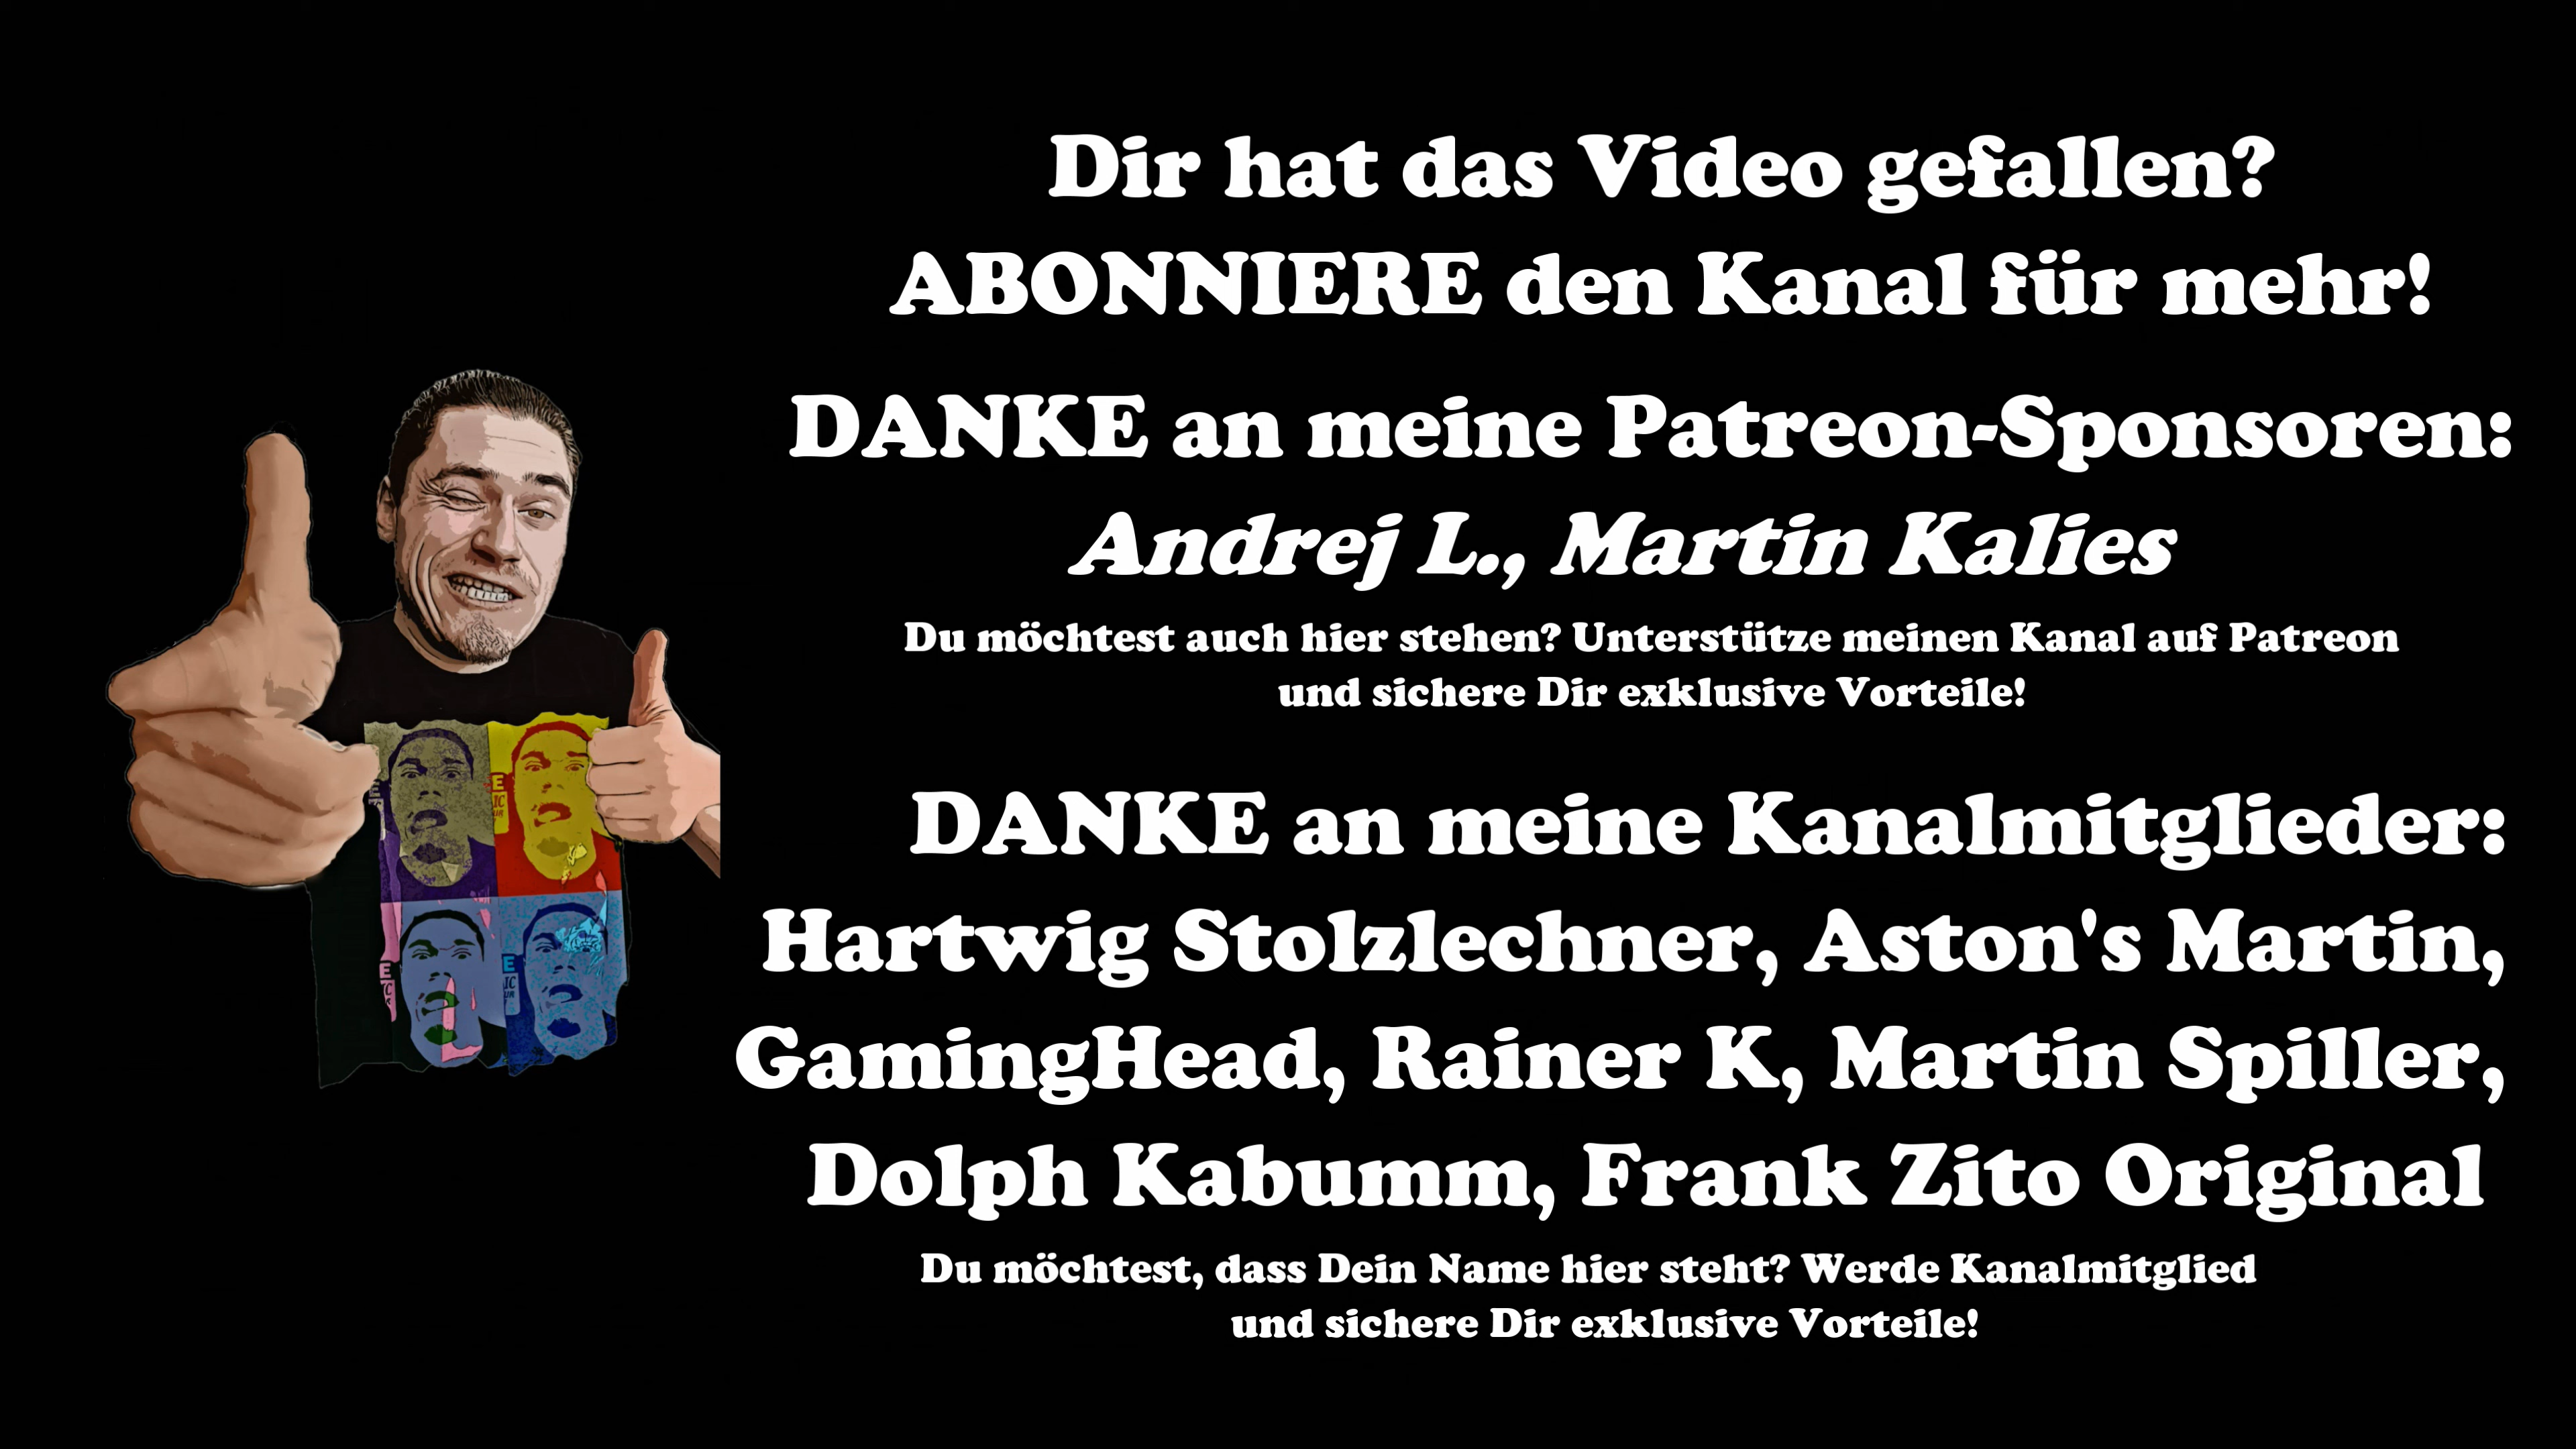 Dir hat das Video gefallen?
ABONNIERE den Kanal für mehr!
DANKE an meine Patreon-Sponsoren:
Andrej L., Martin Kalies
Du möchtest auch hier stehen? Unterstütze meinen Kanal auf Patreon
und sichere Dir exklusive Vorteile!
DANKE an meine Kanalmitglieder:
Hartwig Stolzlechner, Aston's Martin,
GamingHead, Rainer K, Martin Spiller,
Dolph Kabumm, Frank Zito Original
Du möchtest, dass Dein Name hier steht? Werde Kanalmitglied
und sichere Dir exklusive Vorteile!